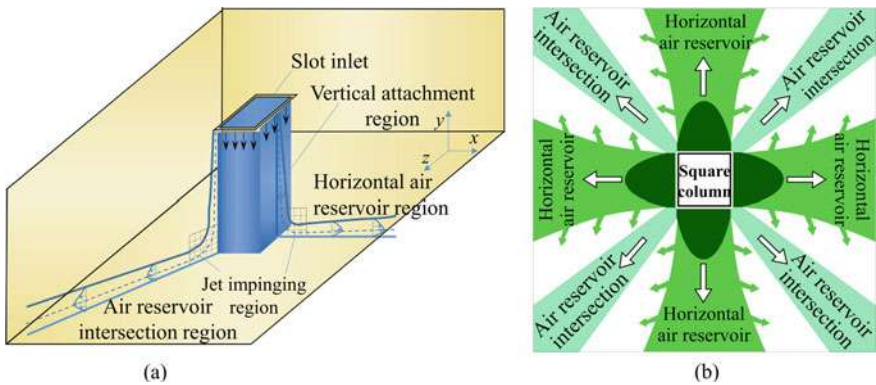 (a)
Slot inlet
Vertical attachment
region
y
x
z
Horizontal air
reservoir region
Jet impinging
region
Air reservoir
intersection region
(a)
(b)
Air reservoir
intersection
Horizontal
air reservoir
Air reservoir
intersection
Horizontal
air reservoir
Square
column
Horizontal
air reservoir
Air reservoir
intersection
Horizontal
air reservoir
Air reservoir
intersection
(b)